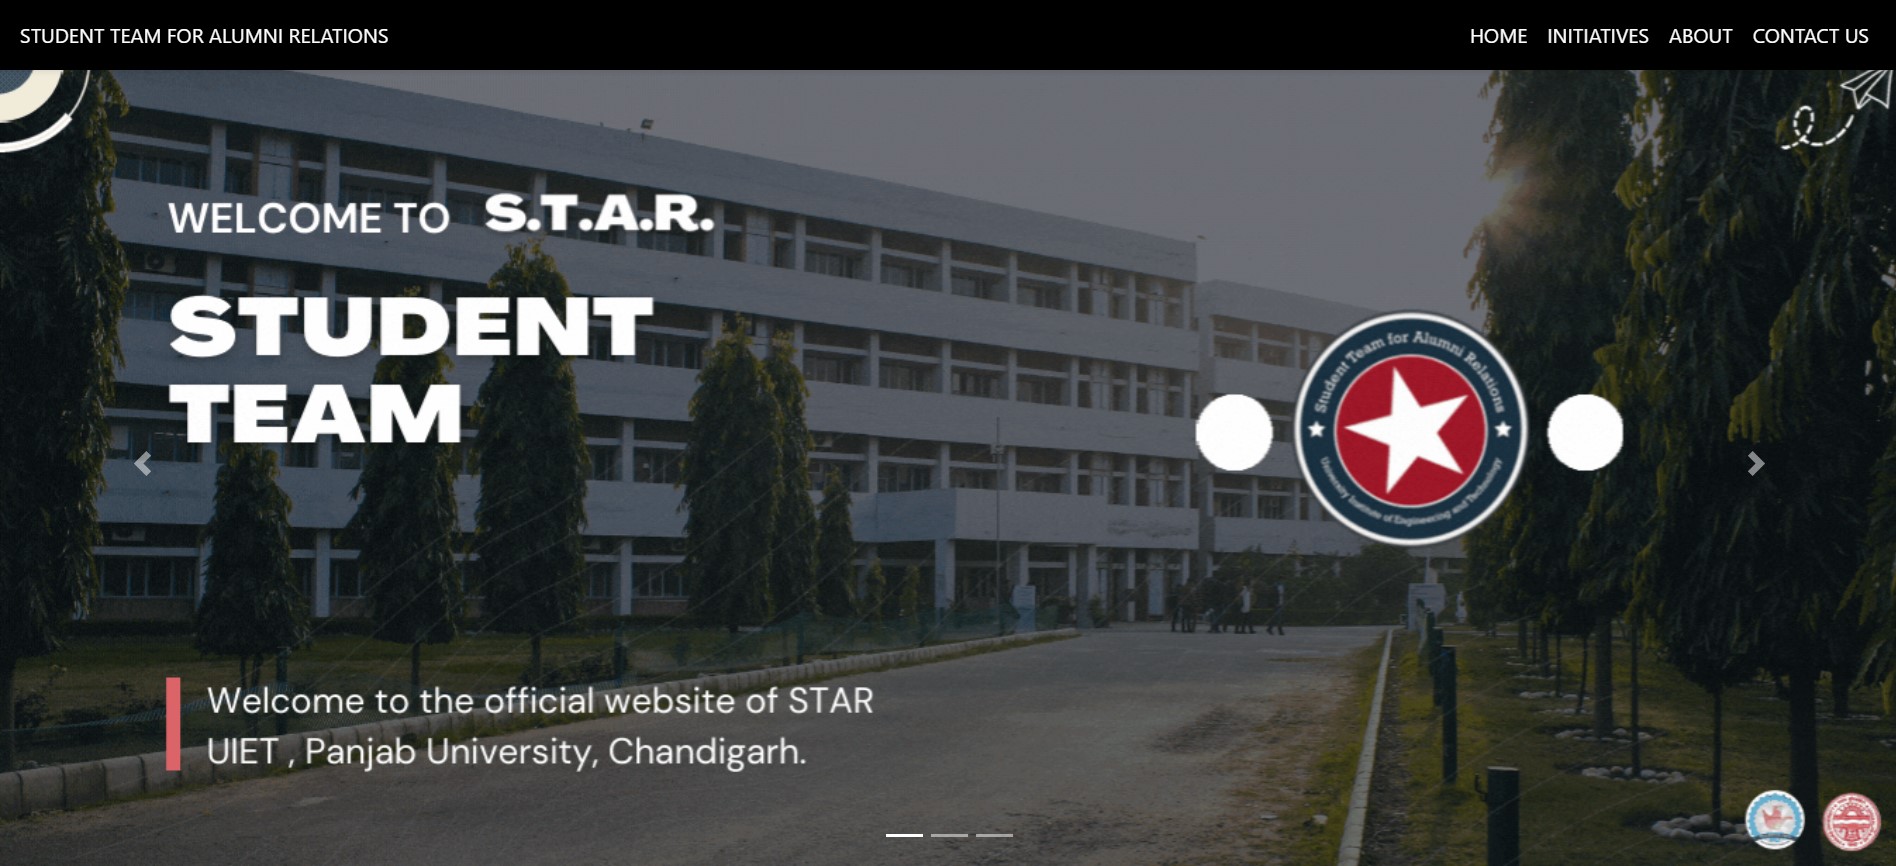 STUDENT TEAM FOR ALUMNI RELATIONS
HOME INITIATIVES ABOUT CONTACT US
WELCOME TO S.T.A.R.
STUDENT
TEAM
Student Team for Alumni Relations
University Institute of Engineering and Technology
Welcome to the official website of STAR
UIET , Panjab University, Chandigarh.